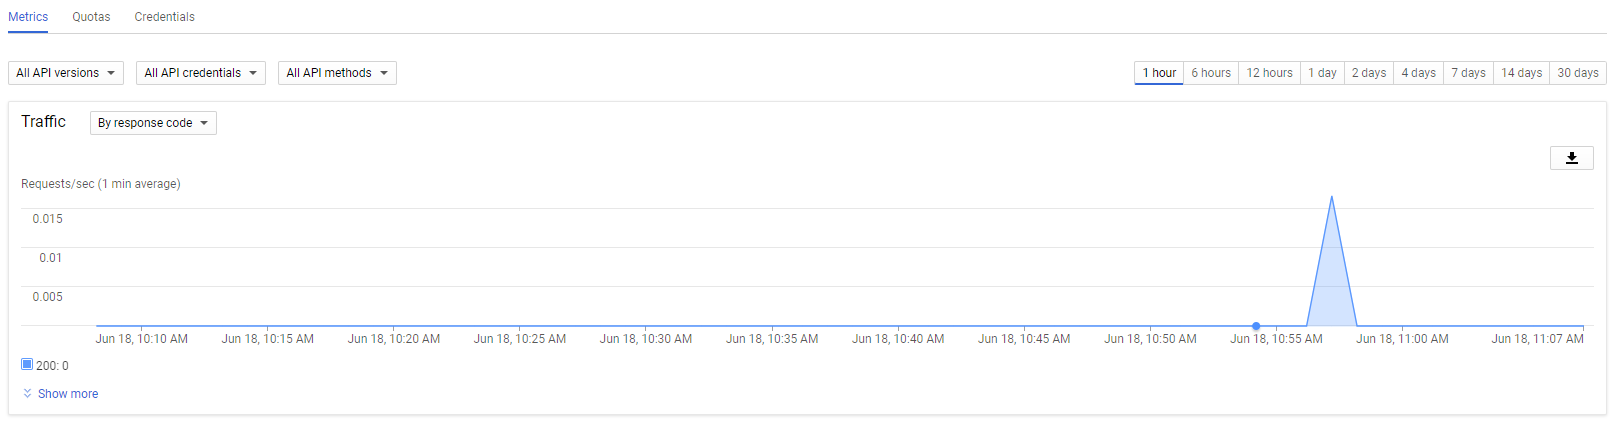 Metrics Quotas Credentials
All API versions All API credentials All API methods 1 hour 6 hours 12 hours 1 day 2 days 4 days 7 days 14 days 30 days
Traffic By response code
Requests/sec (1 min average)
0.015
0.01
0.005
Jun 18, 10:10 AM Jun 18, 10:15 AM Jun 18, 10:20 AM Jun 18, 10:25 AM Jun 18, 10:30 AM Jun 18, 10:35 AM Jun 18, 10:40 AM Jun 18, 10:45 AM Jun 18, 10:50 AM Jun 18, 10:55 AM Jun 18, 11:00 AM Jun 18, 11:07 AM
200: 0
Show more